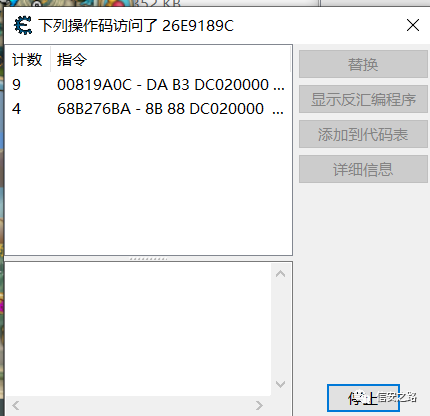 352 KB
下列操作码访问了 26E9189C
计数 指令
9 00819A0C - DA B3 DC020000 ...
4 68B276BA - 8B 88 DC020000 ...
替换
显示反汇编程序
添加到代码表
详细信息
停止
信安之路